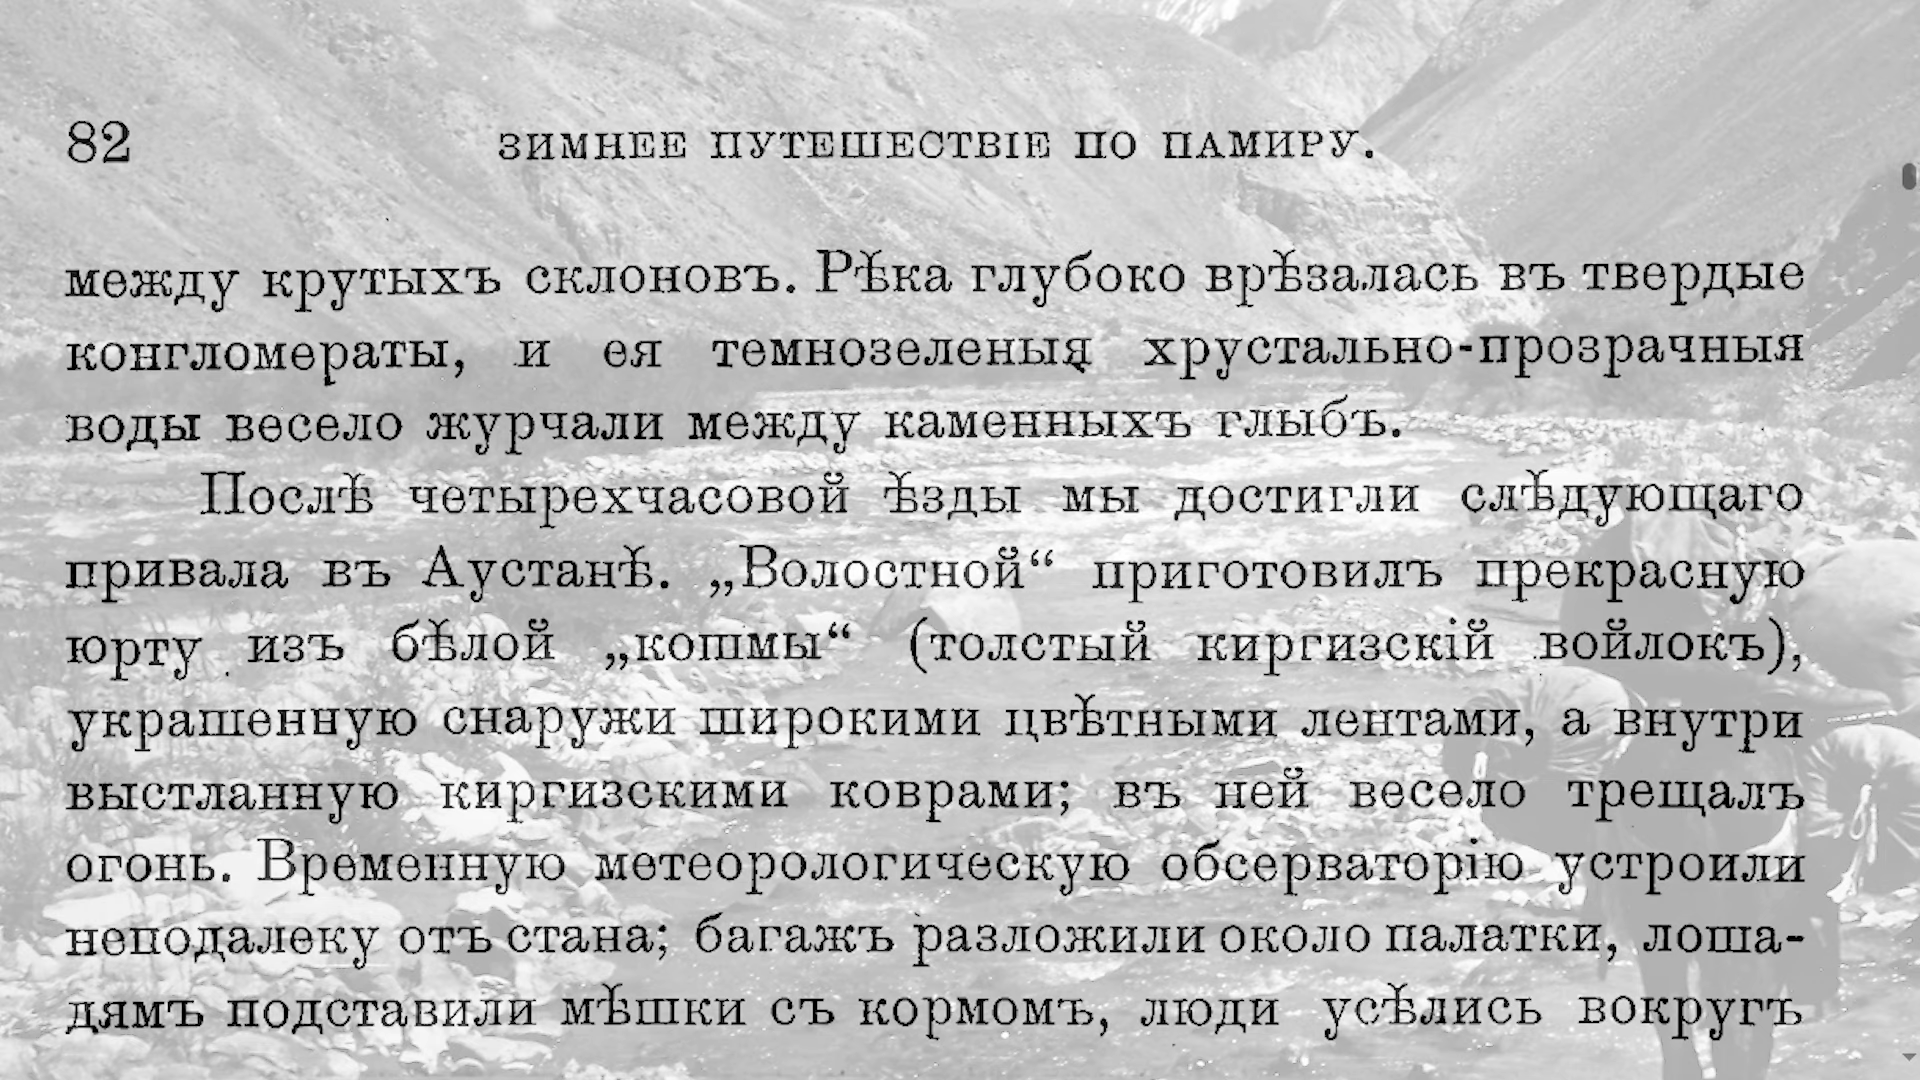 82 ЗИМНЕЕ ПУТЕШЕСТВІЕ ПО ПАМИРУ.
между крутыхъ склоновъ. Рѣка глубоко врѣзалась въ твердые
конгломераты, и ея темнозеленыя хрустально-прозрачныя
воды весело журчали между каменныхъ глыбъ.
Послѣ четырехчасовой ѣзды мы достигли слѣдующаго
привала въ Аустанѣ. „Волостной“ приготовилъ прекрасную
юрту изъ бѣлой „кошмы“ (толстый киргизскій войлокъ),
украшенную снаружи широкими цвѣтными лентами, а внутри
выстланную киргизскими коврами; въ ней весело трещалъ
огонь. Временную метеорологическую обсерваторію устроили
неподалеку отъ стана; багажъ разложили около палатки, лоша-
дямъ подставили мѣшки съ кормомъ, люди усѣлись вокругъ